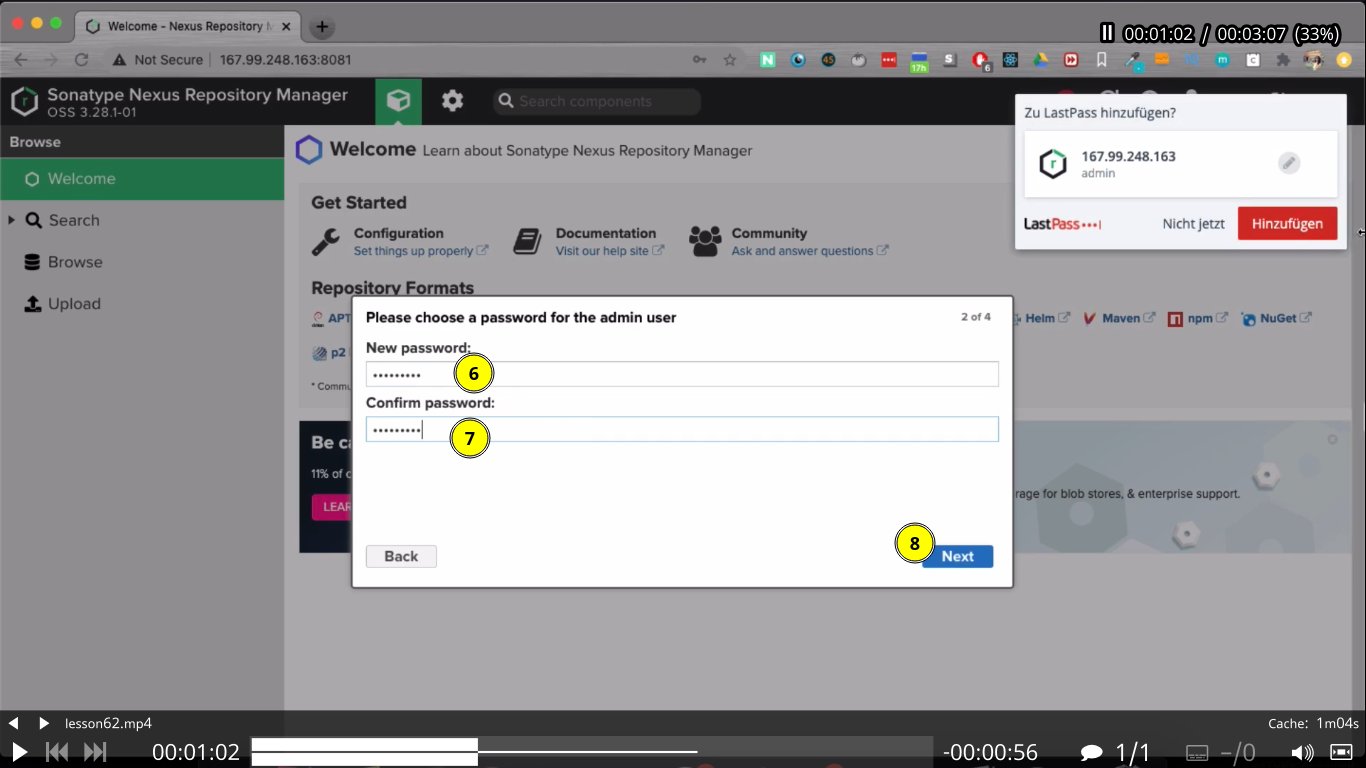 Welcome - Nexus Repository M
00:01:02 / 00:03:07 (33%)
Not Secure
167.99.248.163:8081
N
45
17h
S
6
m
C
Sonatype Nexus Repository Manager
OSS 3.28.1-01
Search components
Zu LastPass hinzufügen?
167.99.248.163
admin
LastPass
Nicht jetzt
Hinzufügen
Browse
Welcome
Search
Browse
Upload
Welcome Learn about Sonatype Nexus Repository Manager
Get Started
Configuration
Set things up properly
Documentation
Visit our help site
Community
Ask and answer questions
Repository Formats
APT
Helm
Maven
npm
NuGet
p2
* Commu
Please choose a password for the admin user
2 of 4
New password:
6
Confirm password:
7
Be ca
11% of c
LEAR
rage for blob stores, & enterprise support.
Back
8
Next
lesson62.mp4
Cache: 1m04s
00:01:02
-00:00:56
1/1
–/0